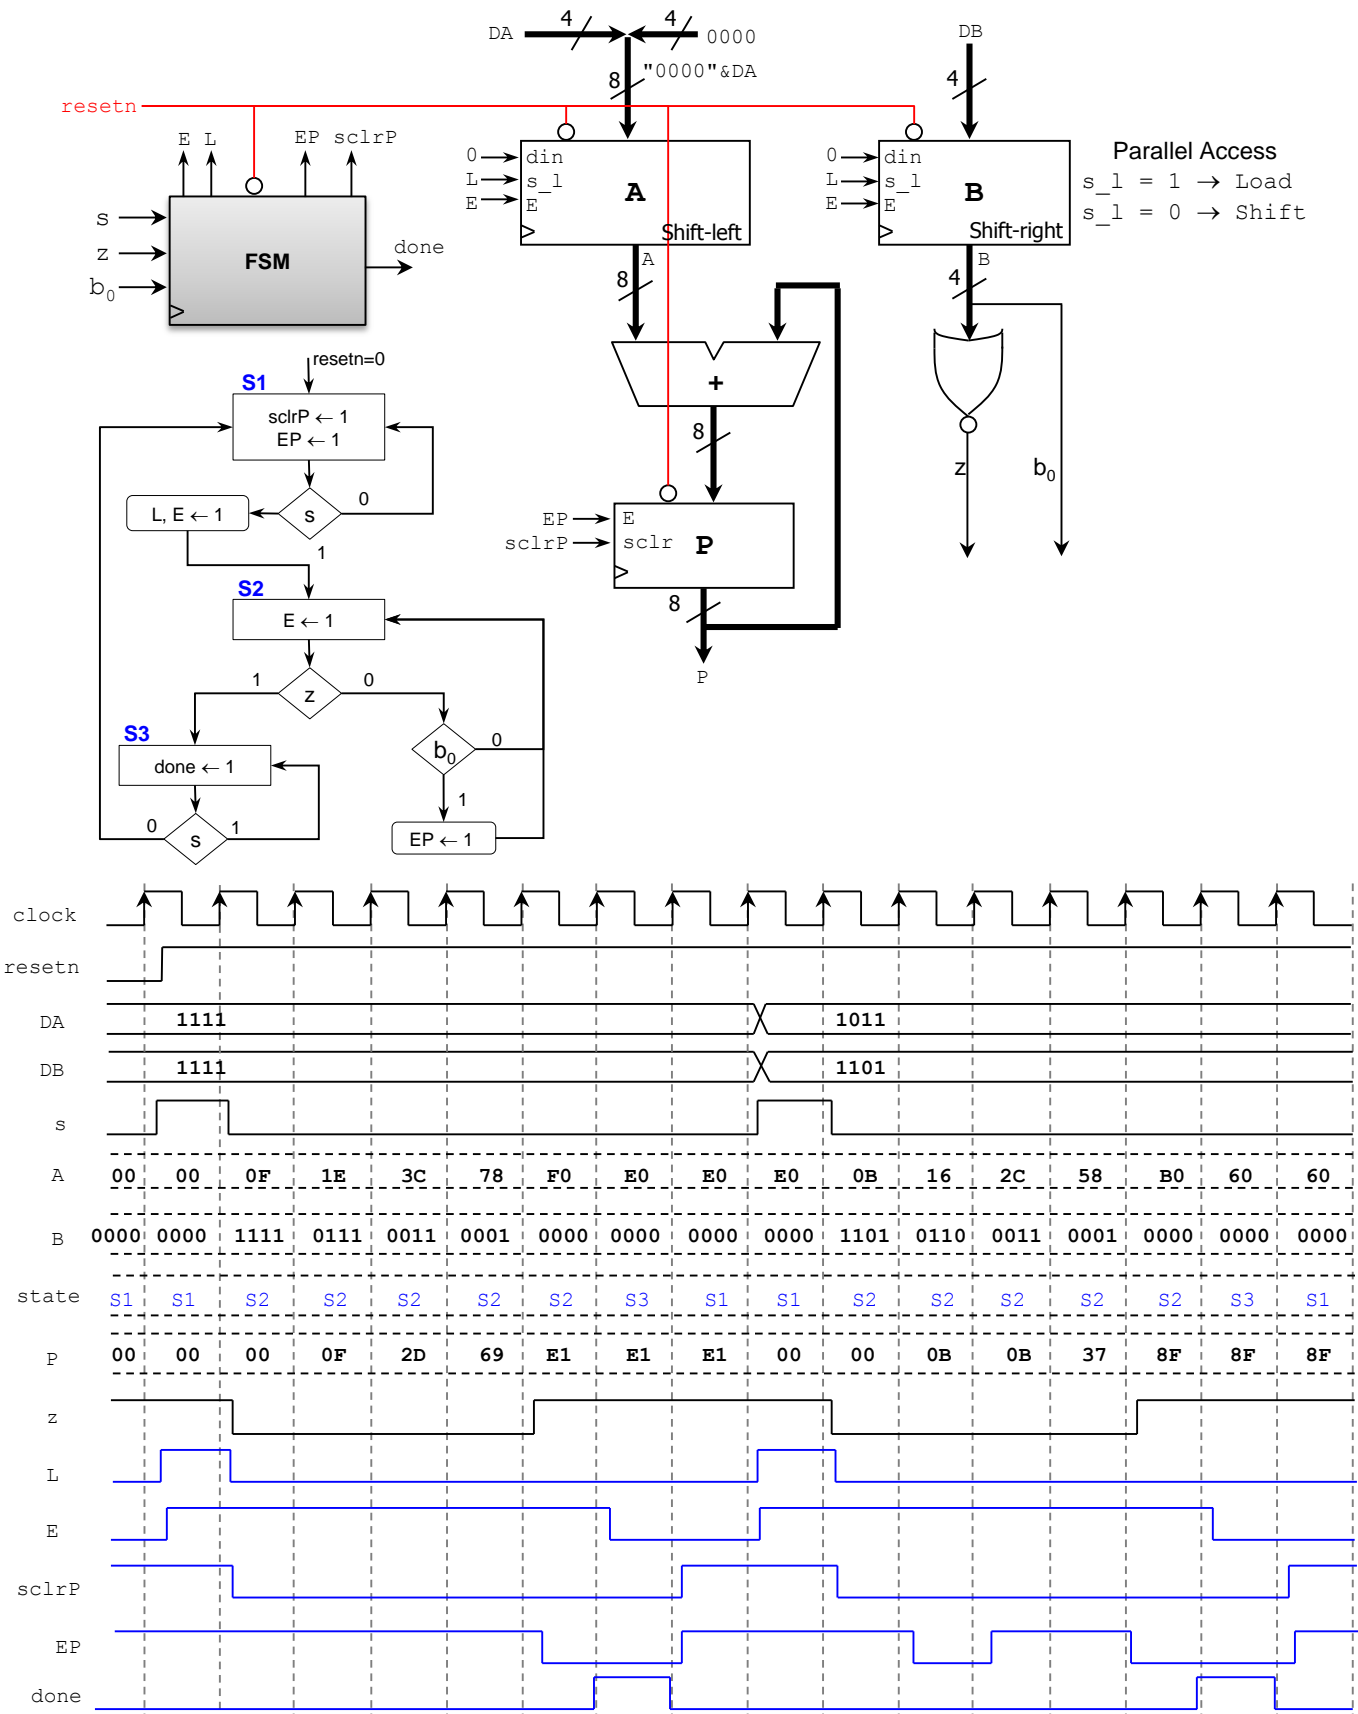 DA 4 4 0000 DB
8 "0000"&DA 4
resetn
E L EP sclrP
0 din 0 din Parallel Access
L s_l A L s_l B s_l = 1 → Load
E E E E s_l = 0 → Shift
Shift-left Shift-right
s
z FSM done
b0
A B
8 4
resetn=0
S1
sclrP ← 1
EP ← 1
+
8
z b0
s 0
L, E ← 1
1
EP E
sclrP sclr P
8
P
S2
E ← 1
1 z 0
S3
done ← 1
b0 0
1
0 s 1
EP ← 1
clock
resetn
DA 1111 1011
DB 1111 1101
s
A 00 00 0F 1E 3C 78 F0 E0 E0 E0 0B 16 2C 58 B0 60 60
B 0000 0000 1111 0111 0011 0001 0000 0000 0000 0000 1101 0110 0011 0001 0000 0000 0000
state S1 S1 S2 S2 S2 S2 S2 S3 S1 S1 S2 S2 S2 S2 S2 S3 S1
P 00 00 00 0F 2D 69 E1 E1 E1 00 00 0B 0B 37 8F 8F 8F
z
L
E
sclrP
EP
done